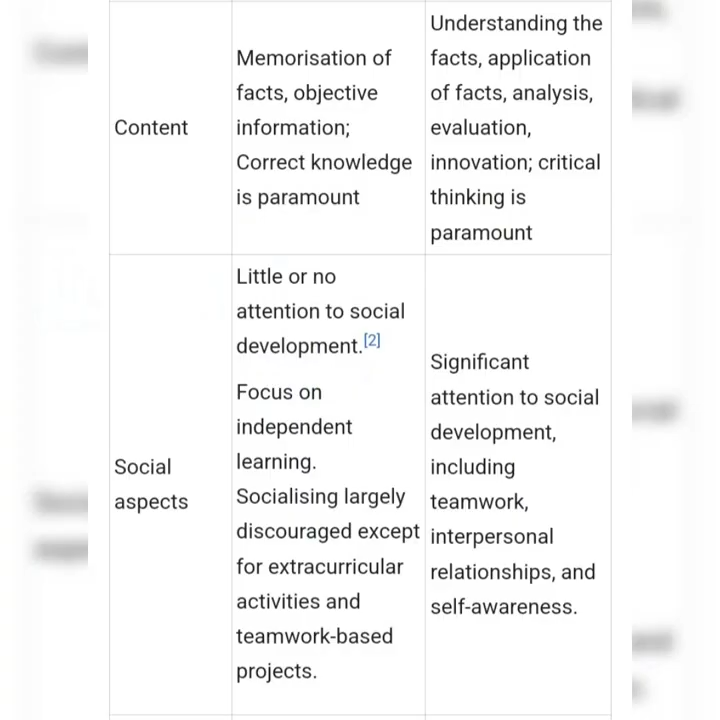 Content
Memorisation of
facts, objective
information;
Correct knowledge
is paramount
Understanding the
facts, application
of facts, analysis,
evaluation,
innovation; critical
thinking is
paramount
Social
aspects
Little or no
attention to social
development.[2]
Focus on
independent
learning.
Socialising largely
discouraged except
for extracurricular
activities and
teamwork-based
projects.
Significant
attention to social
development,
including
teamwork,
interpersonal
relationships, and
self-awareness.